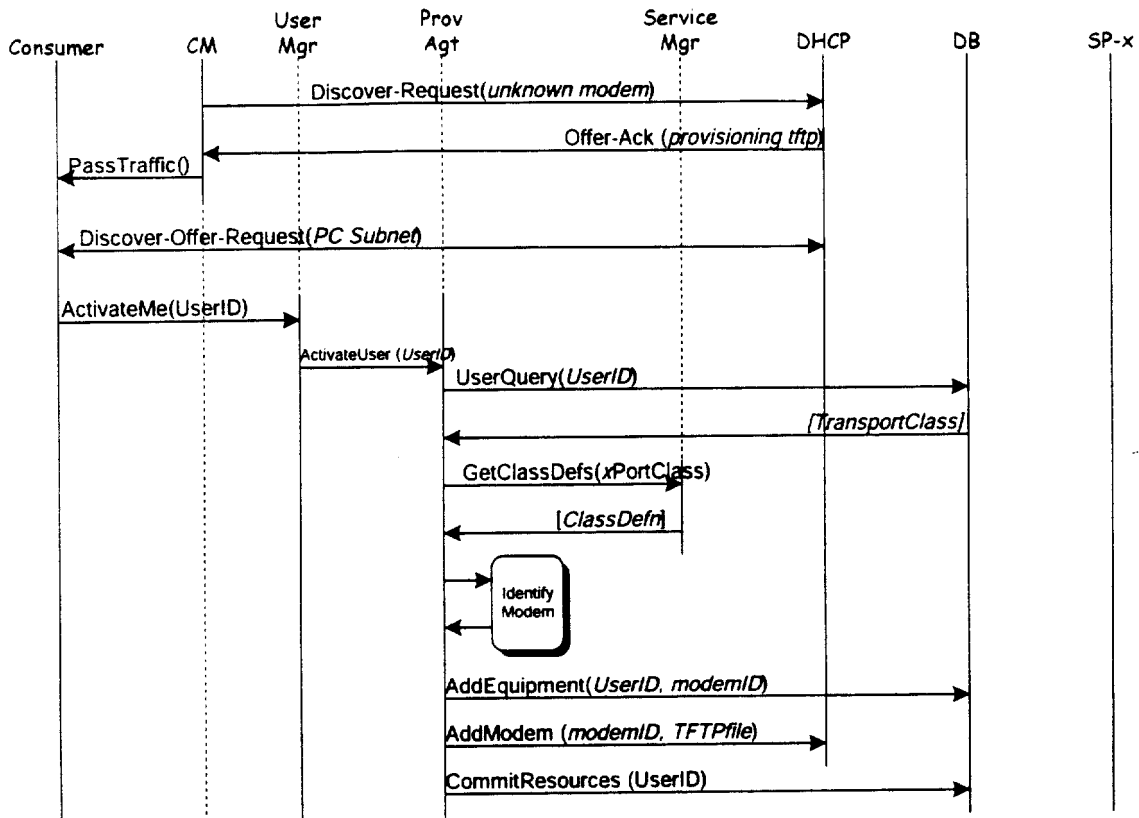 User
Mgr
Prov
Agt
Service
Mgr
Consumer
CM
DHCP
DB
SP-x
Discover-Request(unknown modem)
Offer-Ack (provisioning tftp)
PassTraffic()
Discover-Offer-Request(PC Subnet)
ActivateMe(UserID)
ActivateUser (UserID)
UserQuery(UserID)
[TransportClass]
GetClassDefs(xPortClass)
[ClassDefn]
Identify
Modem
AddEquipment(UserID, modemID)
AddModem (modemID, TFTPfile)
CommitResources (UserID)